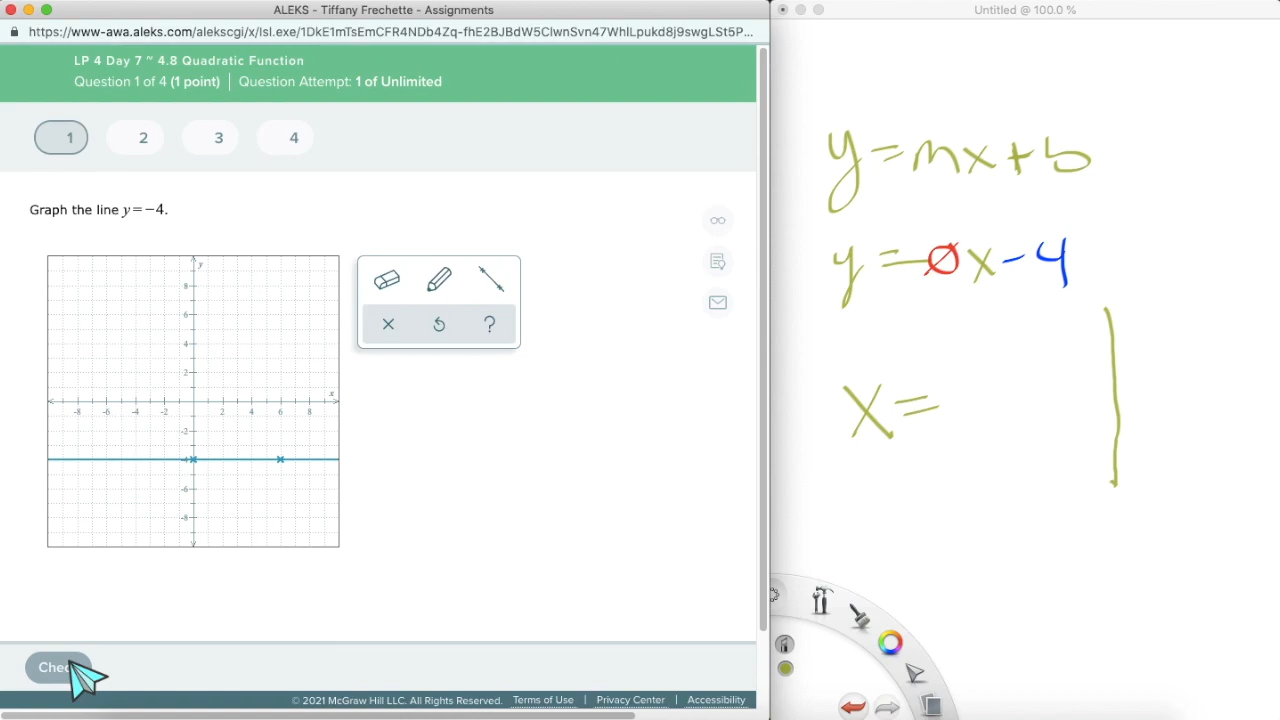 ALEKS - Tiffany Frechette - Assignments
https://www-awa.aleks.com/alekscgi/x/Isl.exe/1DkE1mTsEmCFR4NDb4Zq-fhE2BJBdW5ClwnSvn47WhlLpukd8j9swgLSt5P...
LP 4 Day 7 ~ 4.8 Quadratic Function
Question 1 of 4 (1 point) | Question Attempt: 1 of Unlimited
1 2 3 4
Graph the line y=−4.
y
8
6
4
2
x
-8 -6 -4 -2 2 4 6 8
-2
-4
-6
-8
?
© 2021 McGraw Hill LLC. All Rights Reserved. Terms of Use | Privacy Center | Accessibility
Untitled @ 100.0 %
y=mx+b
y=0x-4
x=